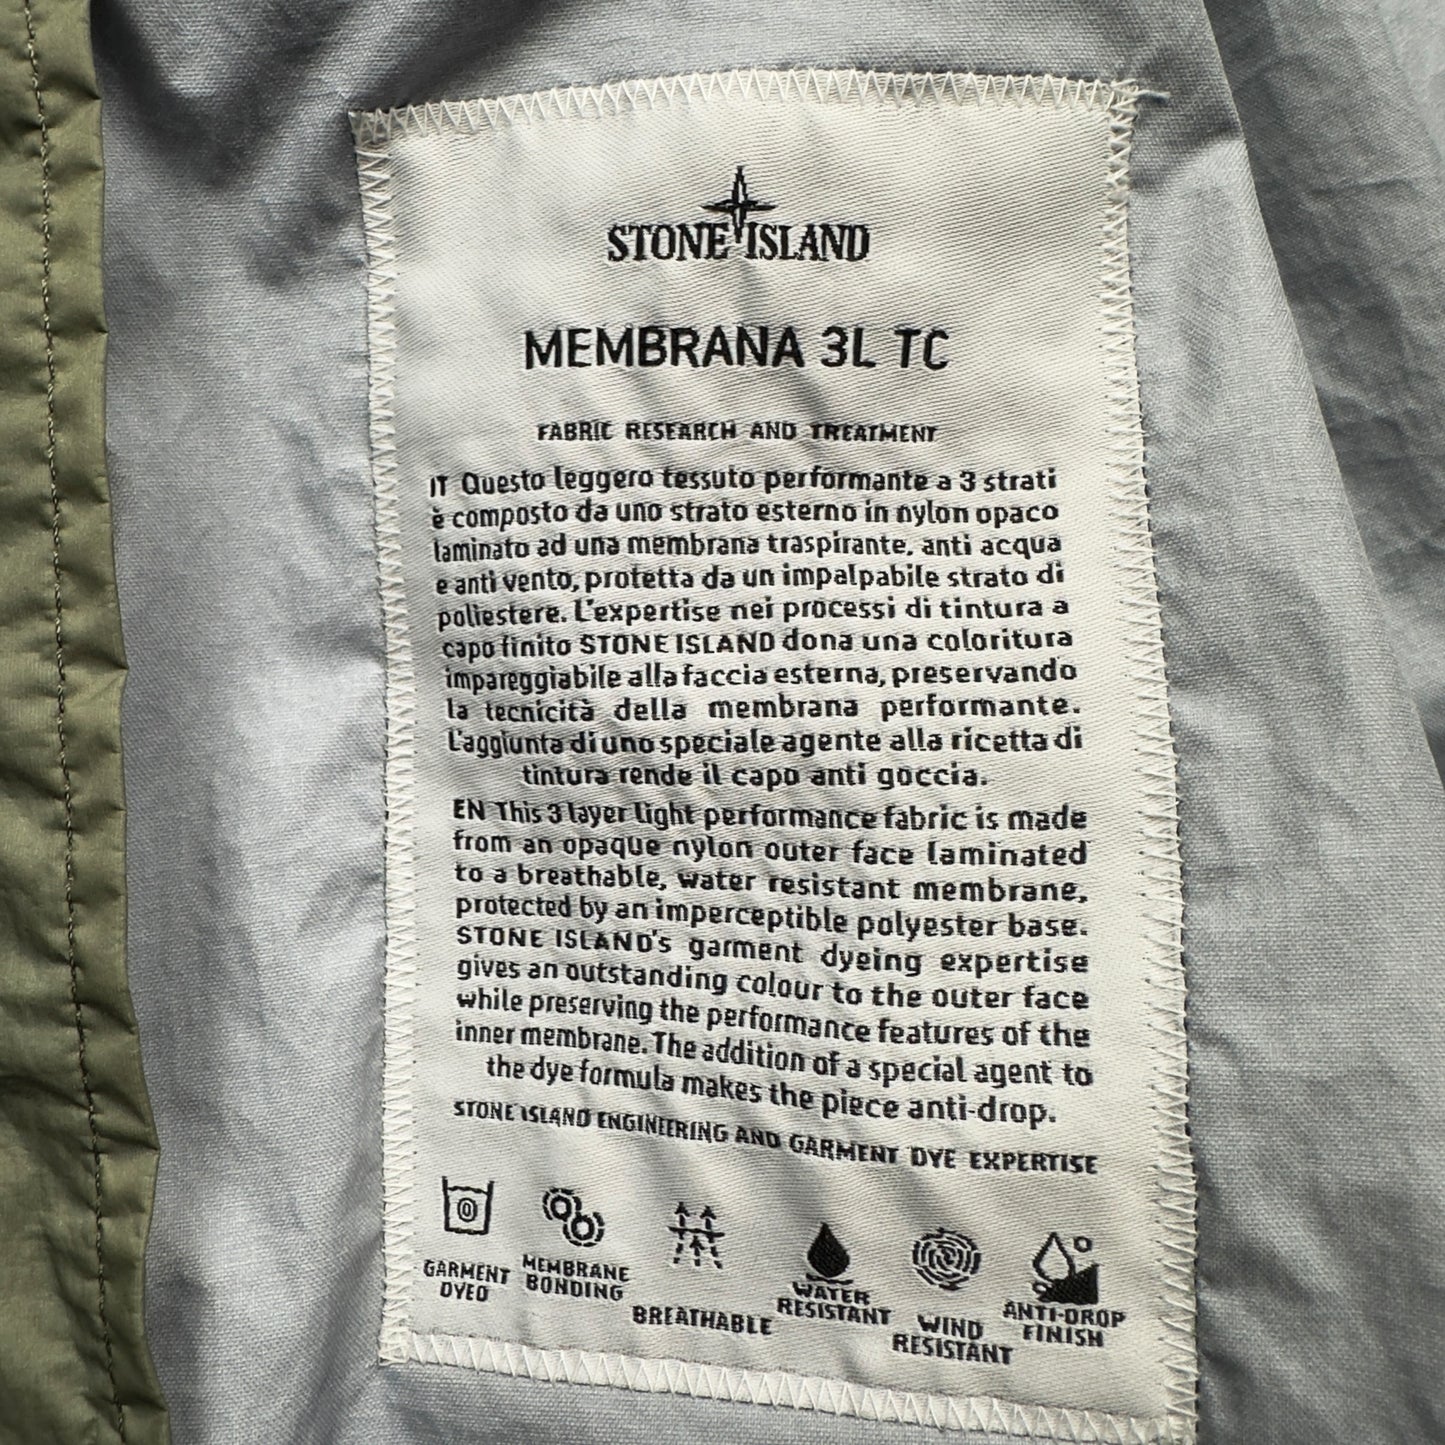 STONE ISLAND
MEMBRANA 3L TC
FABRIC RESEARCH AND TREATMENT
IT Questo leggero tessuto performante a 3 strati
è composto da uno strato esterno in nylon opaco
laminato ad una membrana traspirante, anti acqua
e anti vento, protetta da un impalpabile strato di
poliestere. L'expertise nei processi di tintura a
capo finito STONE ISLAND dona una coloritura
impareggiabile alla faccia esterna, preservando
la tecnicità della membrana performante.
L'aggiunta di uno speciale agente alla ricetta di
tintura rende il capo anti goccia.
EN This 3 layer light performance fabric is made
from an opaque nylon outer face laminated
to a breathable, water resistant membrane,
protected by an imperceptible polyester base.
STONE ISLAND's garment dyeing expertise
gives an outstanding colour to the outer face
while preserving the performance features of the
inner membrane. The addition of a special agent to
the dye formula makes the piece anti-drop.
STONE ISLAND ENGINEERING AND GARMENT DYE EXPERTISE
GARMENT
DYED
MEMBRANE
BONDING
BREATHABLE
WATER
RESISTANT
WIND
RESISTANT
ANTI-DROP
FINISH